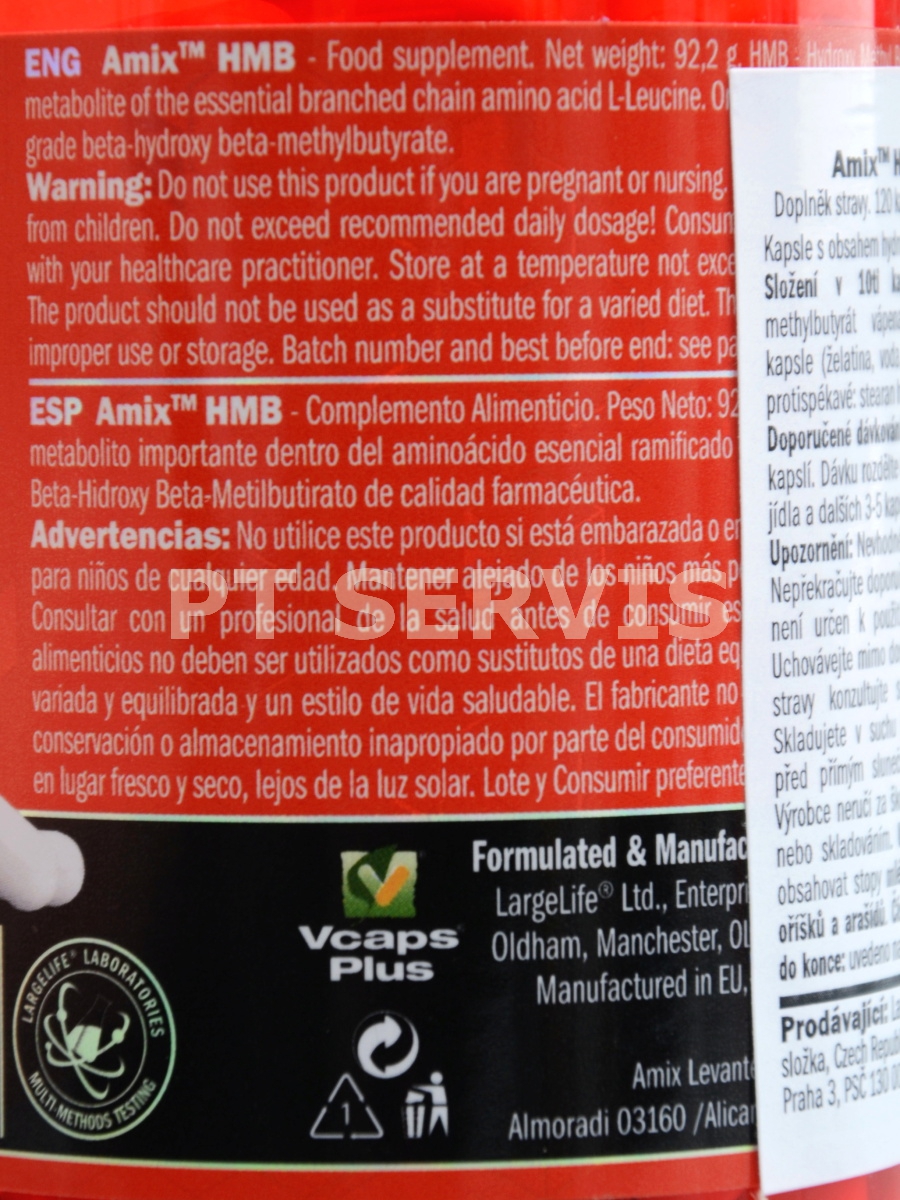 ENG Amix™ HMB - Food supplement. Net weight: 92,2 g. HMB - Hydroxy Methyl
metabolite of the essential branched chain amino acid L-Leucine.
grade beta-hydroxy beta-methylbutyrate.
Warning: Do not use this product if you are pregnant or nursing.
from children. Do not exceed recommended daily dosage! Consum
with your healthcare practitioner. Store at a temperature not exce
The product should not be used as a substitute for a varied diet. Th
improper use or storage. Batch number and best before end: see pa
ESP Amix™ HMB - Complemento Alimenticio. Peso Neto: 92
metabolito importante dentro del aminoácido esencial ramificado
Beta-Hidroxy Beta-Metilbutirato de calidad farmacéutica.
Advertencias: No utilice este producto si está embarazada o en
para niños de cualquier edad. Mantener alejado de los niños más p
PT SERVIS
Consultar con un profesional de la salud antes de consumir es
alimenticios no deben ser utilizados como sustitutos de una dieta eq
variada y equilibrada y un estilo de vida saludable. El fabricante no
conservación o almacenamiento inapropiado por parte del consumid
en lugar fresco y seco, lejos de la luz solar. Lote y Consumir preferente
Vcaps®
Plus
LARGELIFE® LABORATORIES
MULTI METHODS TESTING
1
Formulated & Manufac
LargeLife® Ltd., Enterpri
Oldham, Manchester, OL
Manufactured in EU,
Amix Levante
Almoradi 03160 /Alican
Amix™ H
Doplněk stravy. 120 k
Kapsle s obsahem hydr
Složení v 10ti ka
methylbutyrát vápena
kapsle (želatina, voda
protispékavé: stearan h
Doporučené dávkován
kapslí. Dávku rozdělte
jídla a dalších 3-5 kap
Upozornění: Nevhodné
Nepřekračujte doporu
není určen k použit
Uchovávejte mimo do
stravy konzultujte s
Skladujete v suchu
před přímým sluneč
Výrobce neručí za šk
nebo skladováním.
obsahovat stopy mlé
oříšků a arašídů. Čí
do konce: uvedeno na
Prodávající: La
složka, Czech Republ
Praha 3, PSČ 130 00